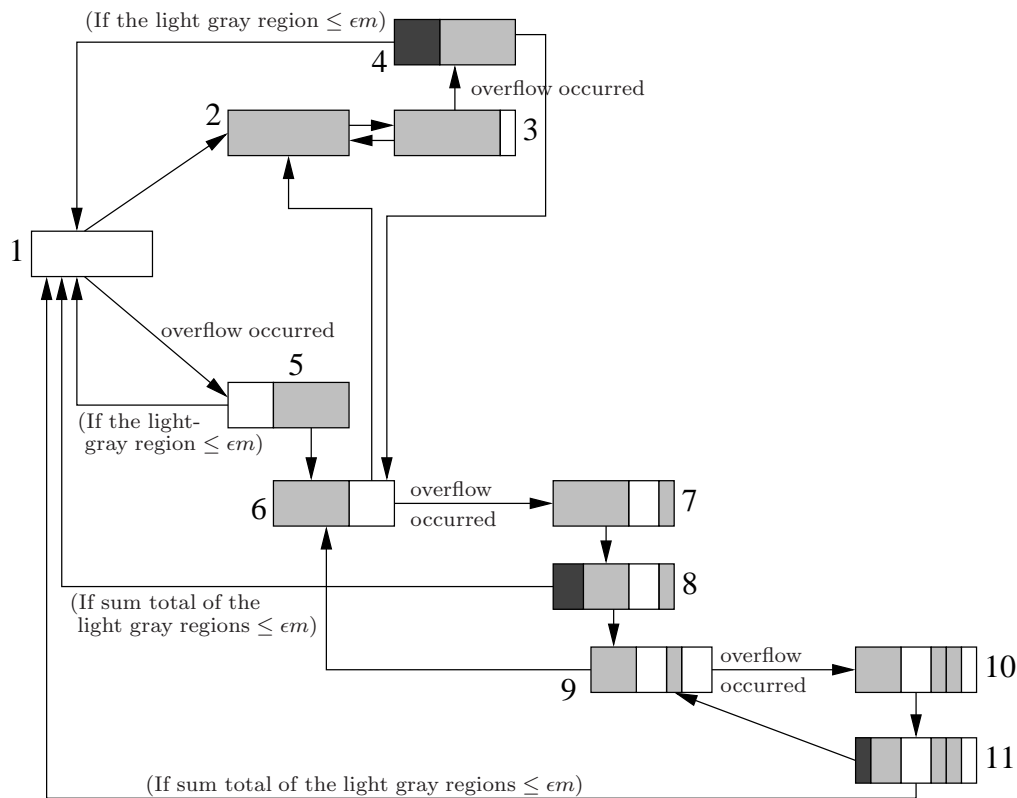 (If the light gray region ≤ ϵm)
4
overflow occurred
2
3
1
overflow occurred
5
(If the light-
gray region ≤ ϵm)
6
overflow
occurred
7
8
(If sum total of the
light gray regions ≤ ϵm)
9
overflow
occurred
10
11
(If sum total of the light gray regions ≤ ϵm)